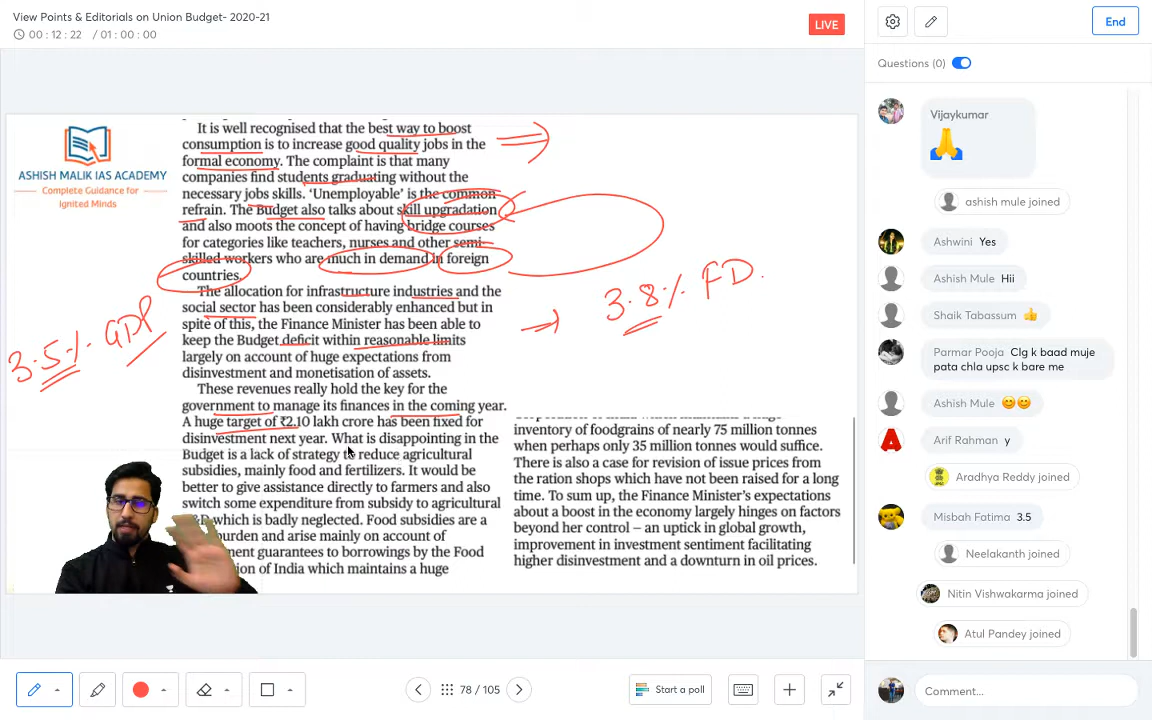 View Points & Editorials on Union Budget- 2020-21
00 : 12 : 22 / 01 : 00 : 00
LIVE
End
Questions (0)
ASHISH MALIK IAS ACADEMY
Complete Guidance for
Ignited Minds
It is well recognised that the best way to boost
consumption is to increase good quality jobs in the
formal economy. The complaint is that many
companies find students graduating without the
necessary jobs skills. ‘Unemployable’ is the common
refrain. The Budget also talks about skill upgradation
and also moots the concept of having bridge courses
for categories like teachers, nurses and other semi-
skilled workers who are much in demand in foreign
countries.
The allocation for infrastructure industries and the
social sector has been considerably enhanced but in
spite of this, the Finance Minister has been able to
keep the Budget deficit within reasonable limits
largely on account of huge expectations from
disinvestment and monetisation of assets.
These revenues really hold the key for the
government to manage its finances in the coming year.
A huge target of ₹2.10 lakh crore has been fixed for
disinvestment next year. What is disappointing in the
Budget is a lack of strategy to reduce agricultural
subsidies, mainly food and fertilizers. It would be
better to give assistance directly to farmers and also
switch some expenditure from subsidy to agricultural
which is badly neglected. Food subsidies are a
burden and arise mainly on account of
guarantees to borrowings by the Food
of India which maintains a huge
3.5% GDP
3.8% FD.
inventory of foodgrains of nearly 75 million tonnes
when perhaps only 35 million tonnes would suffice.
There is also a case for revision of issue prices from
the ration shops which have not been raised for a long
time. To sum up, the Finance Minister’s expectations
about a boost in the economy largely hinges on factors
beyond her control – an uptick in global growth,
improvement in investment sentiment facilitating
higher disinvestment and a downturn in oil prices.
Vijaykumar
ashish mule joined
Ashwini Yes
Ashish Mule Hii
Shaik Tabassum 👍
Parmar Pooja Clg k baad muje
pata chla upsc k bare me
Ashish Mule 😊😊
Arif Rahman y
Aradhya Reddy joined
Misbah Fatima 3.5
Neelakanth joined
Nitin Vishwakarma joined
Atul Pandey joined
78 / 105
Start a poll
Comment...